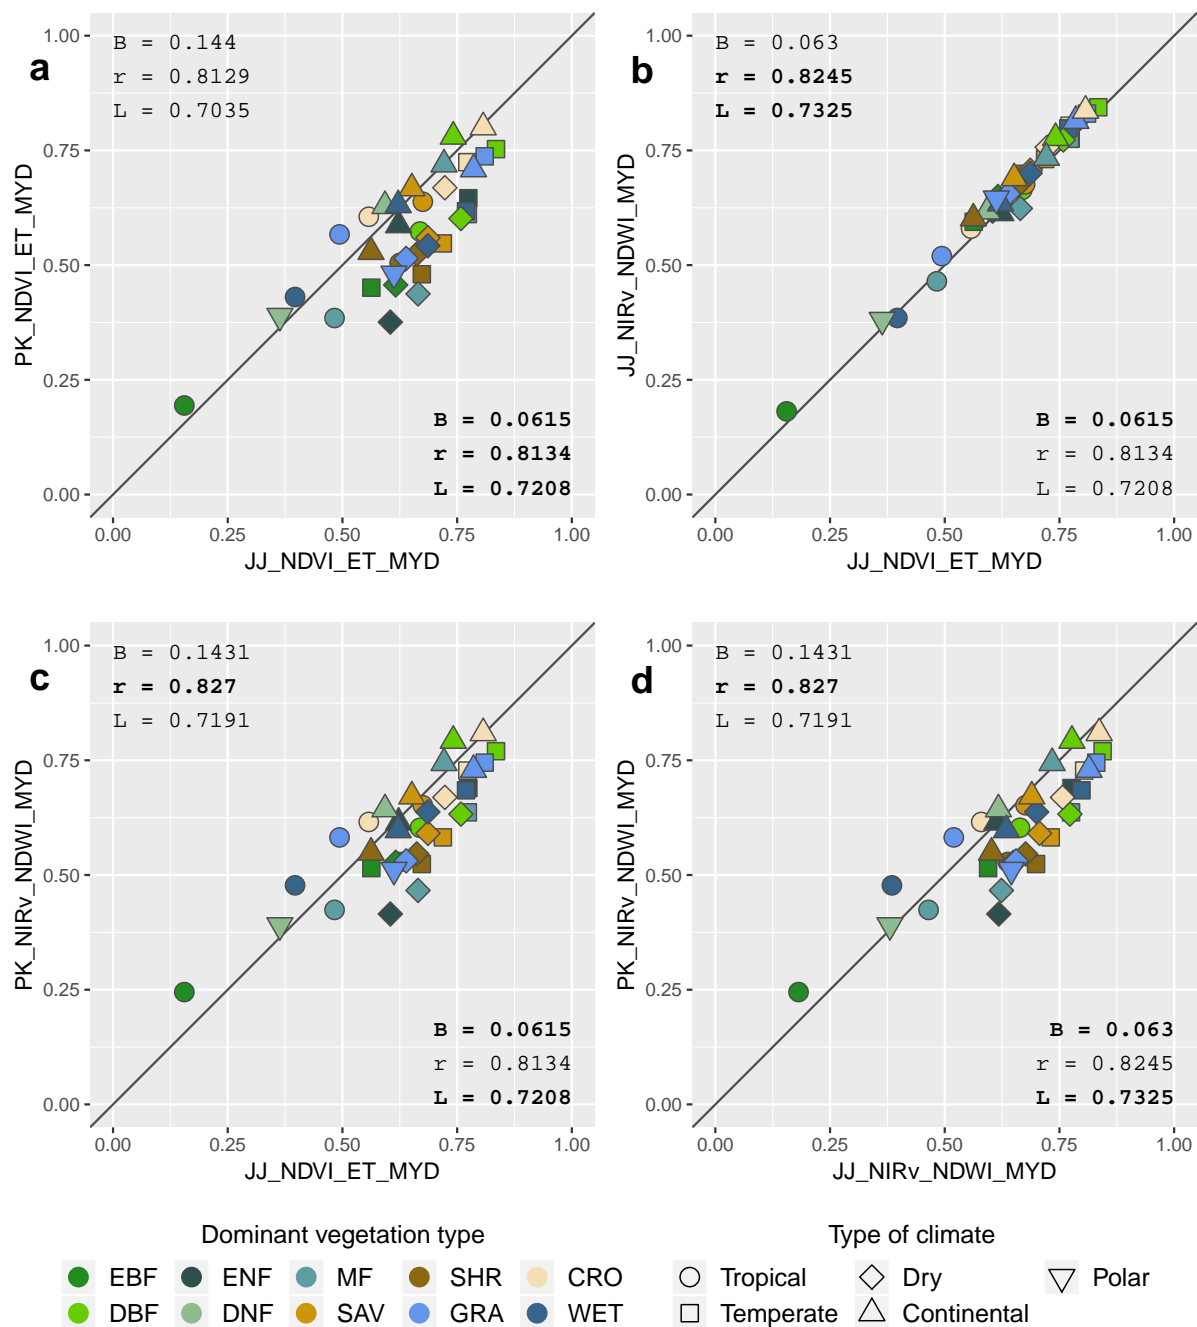 a
B = 0.144
r = 0.8129
L = 0.7035
1.00
0.75
0.50
0.25
0.00
PK_NDVI_ET_MYD
B = 0.0615
r = 0.8134
L = 0.7208
0.00 0.25 0.50 0.75 1.00
JJ_NDVI_ET_MYD
b
B = 0.063
r = 0.8245
L = 0.7325
1.00
0.75
0.50
0.25
0.00
JJ_NIRv_NDWI_MYD
B = 0.0615
r = 0.8134
L = 0.7208
0.00 0.25 0.50 0.75 1.00
JJ_NDVI_ET_MYD
c
B = 0.1431
r = 0.827
L = 0.7191
1.00
0.75
0.50
0.25
0.00
PK_NIRv_NDWI_MYD
B = 0.0615
r = 0.8134
L = 0.7208
0.00 0.25 0.50 0.75 1.00
JJ_NDVI_ET_MYD
d
B = 0.1431
r = 0.827
L = 0.7191
1.00
0.75
0.50
0.25
0.00
PK_NIRv_NDWI_MYD
B = 0.063
r = 0.8245
L = 0.7325
0.00 0.25 0.50 0.75 1.00
JJ_NIRv_NDWI_MYD
Dominant vegetation type
EBF ENF MF SHR CRO
DBF DNF SAV GRA WET
Type of climate
Tropical Dry Polar
Temperate Continental